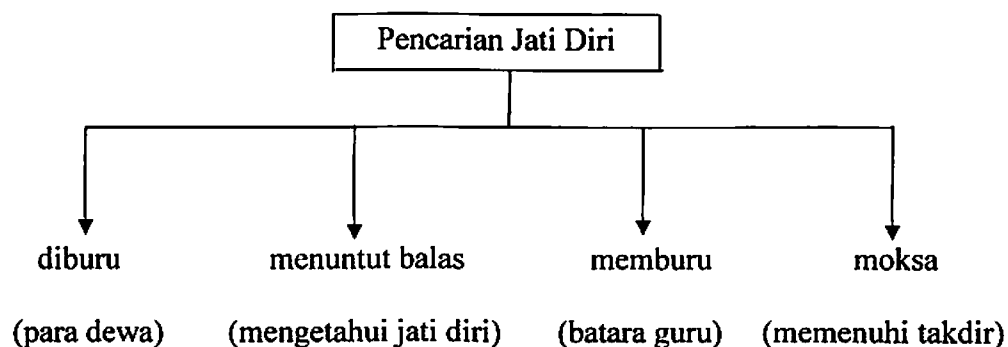 Pencarian Jati Diri
diburu menuntut balas memburu moksa
(para dewa) (mengetahui jati diri) (batara guru) (memenuhi takdir)